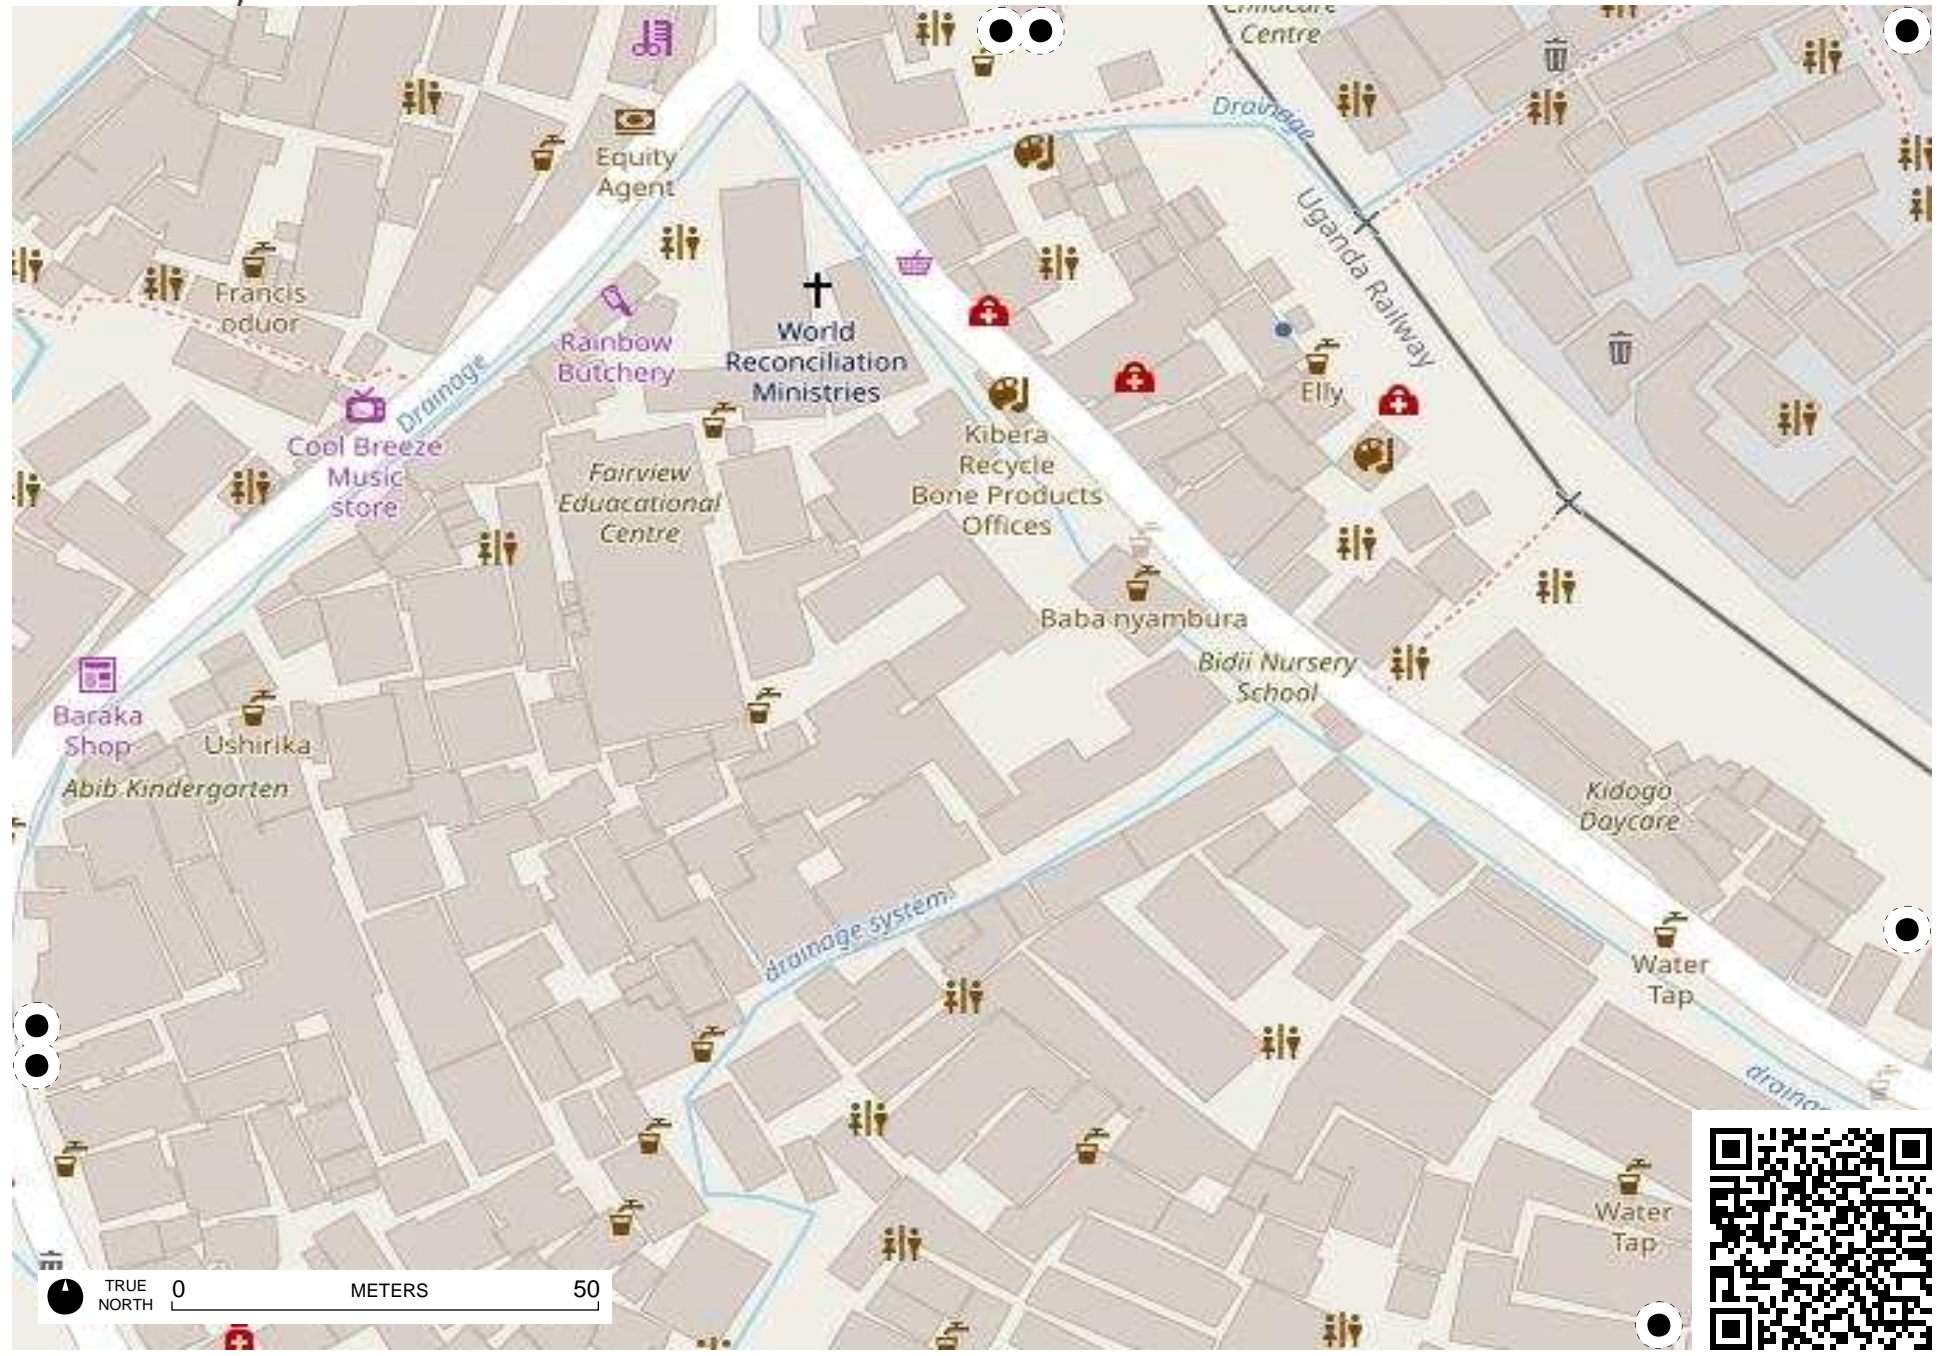 Childcare
Centre
Drainage
Equity
Agent
Uganda Railway
Francis
oduor
Rainbow
Butchery
World
Reconciliation
Ministries
Drainage
Elly
Cool Breeze
Music
store
Kibera
Recycle
Bone Products
Offices
Fairview
Eduacational
Centre
Baba nyambura
Bidii Nursery
School
Baraka
Shop
Ushirika
Abib Kindergarten
Kidogo
Daycare
drainage system
Water
Tap
Water
Tap
TRUE
NORTH
0 METERS 50